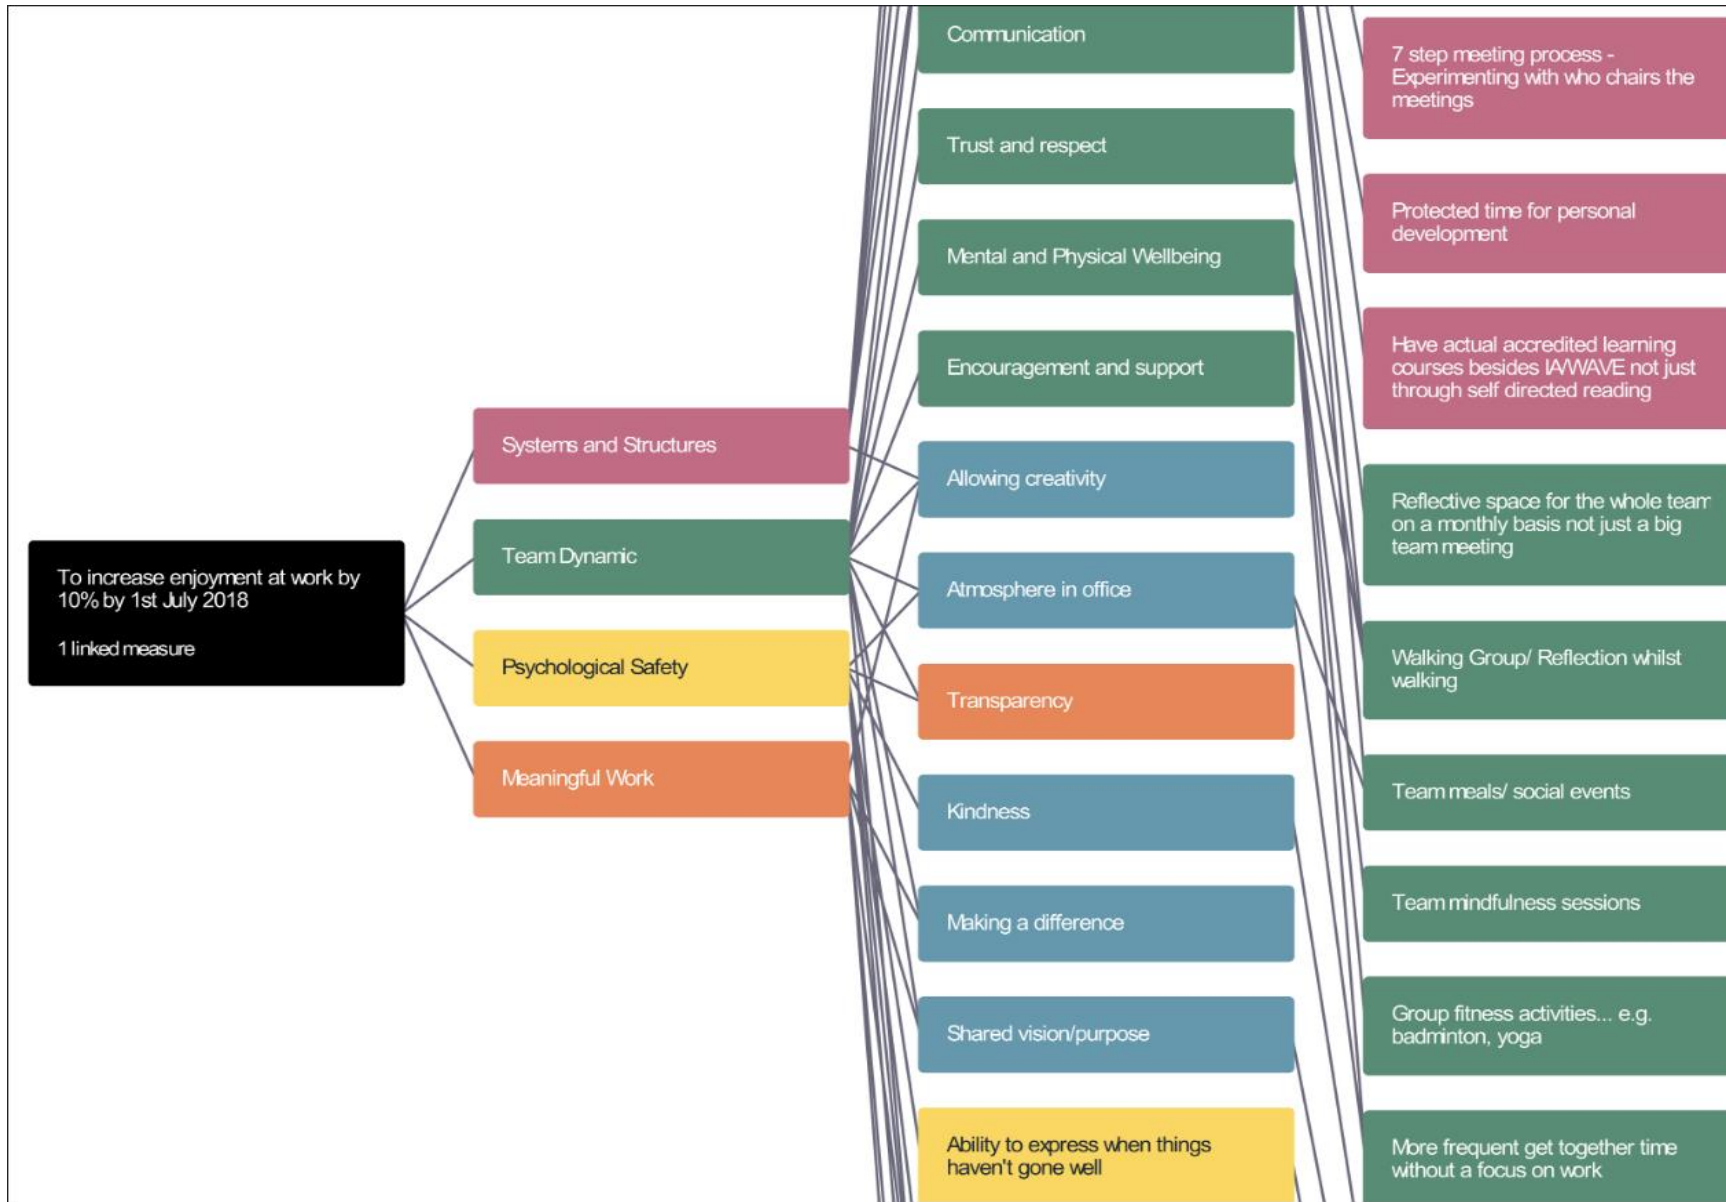 To increase enjoyment at work by
10% by 1st July 2018
1 linked measure
Systems and Structures
Team Dynamic
Psychological Safety
Meaningful Work
Communication
Trust and respect
Mental and Physical Wellbeing
Encouragement and support
Allowing creativity
Atmosphere in office
Transparency
Kindness
Making a difference
Shared vision/purpose
Ability to express when things
haven't gone well
7 step meeting process -
Experimenting with who chairs the
meetings
Protected time for personal
development
Have actual accredited learning
courses besides IA/WAVE not just
through self directed reading
Reflective space for the whole team
on a monthly basis not just a big
team meeting
Walking Group/ Reflection whilst
walking
Team meals/ social events
Team mindfulness sessions
Group fitness activities... e.g.
badminton, yoga
More frequent get together time
without a focus on work